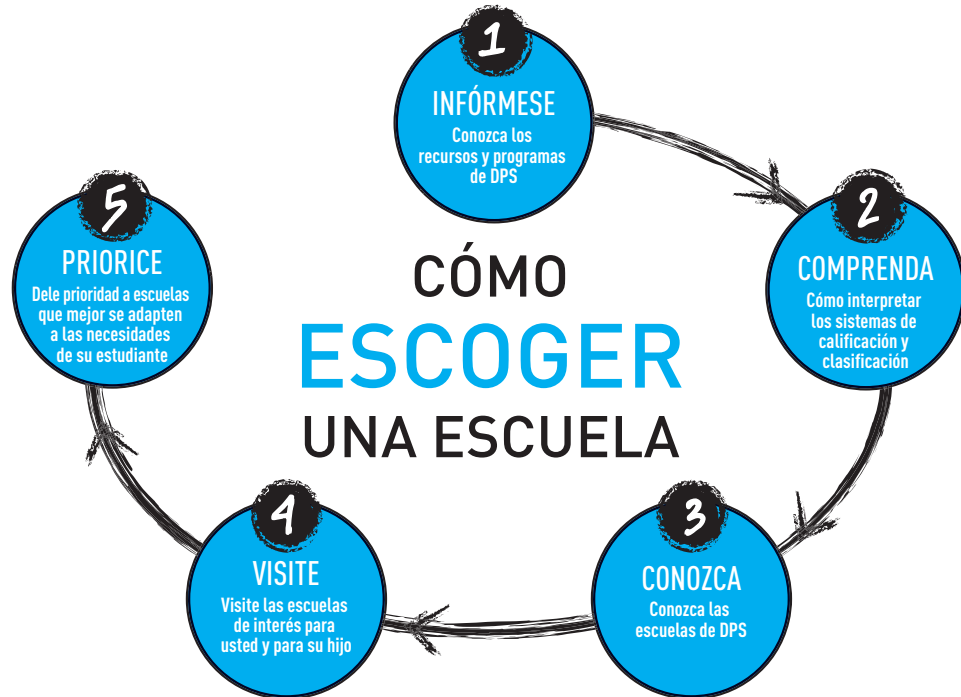 CÓMO
ESCOGER
UNA ESCUELA
1
INFÓRMESE
Conozca los
recursos y programas
de DPS
2
COMPRENDA
Cómo interpretar
los sistemas de
calificación y
clasificación
3
CONOZCA
Conozca las
escuelas de DPS
4
VISITE
Visite las escuelas
de interés para
usted y para su hijo
5
PRIORICE
Dele prioridad a escuelas
que mejor se adapten
a las necesidades
de su estudiante